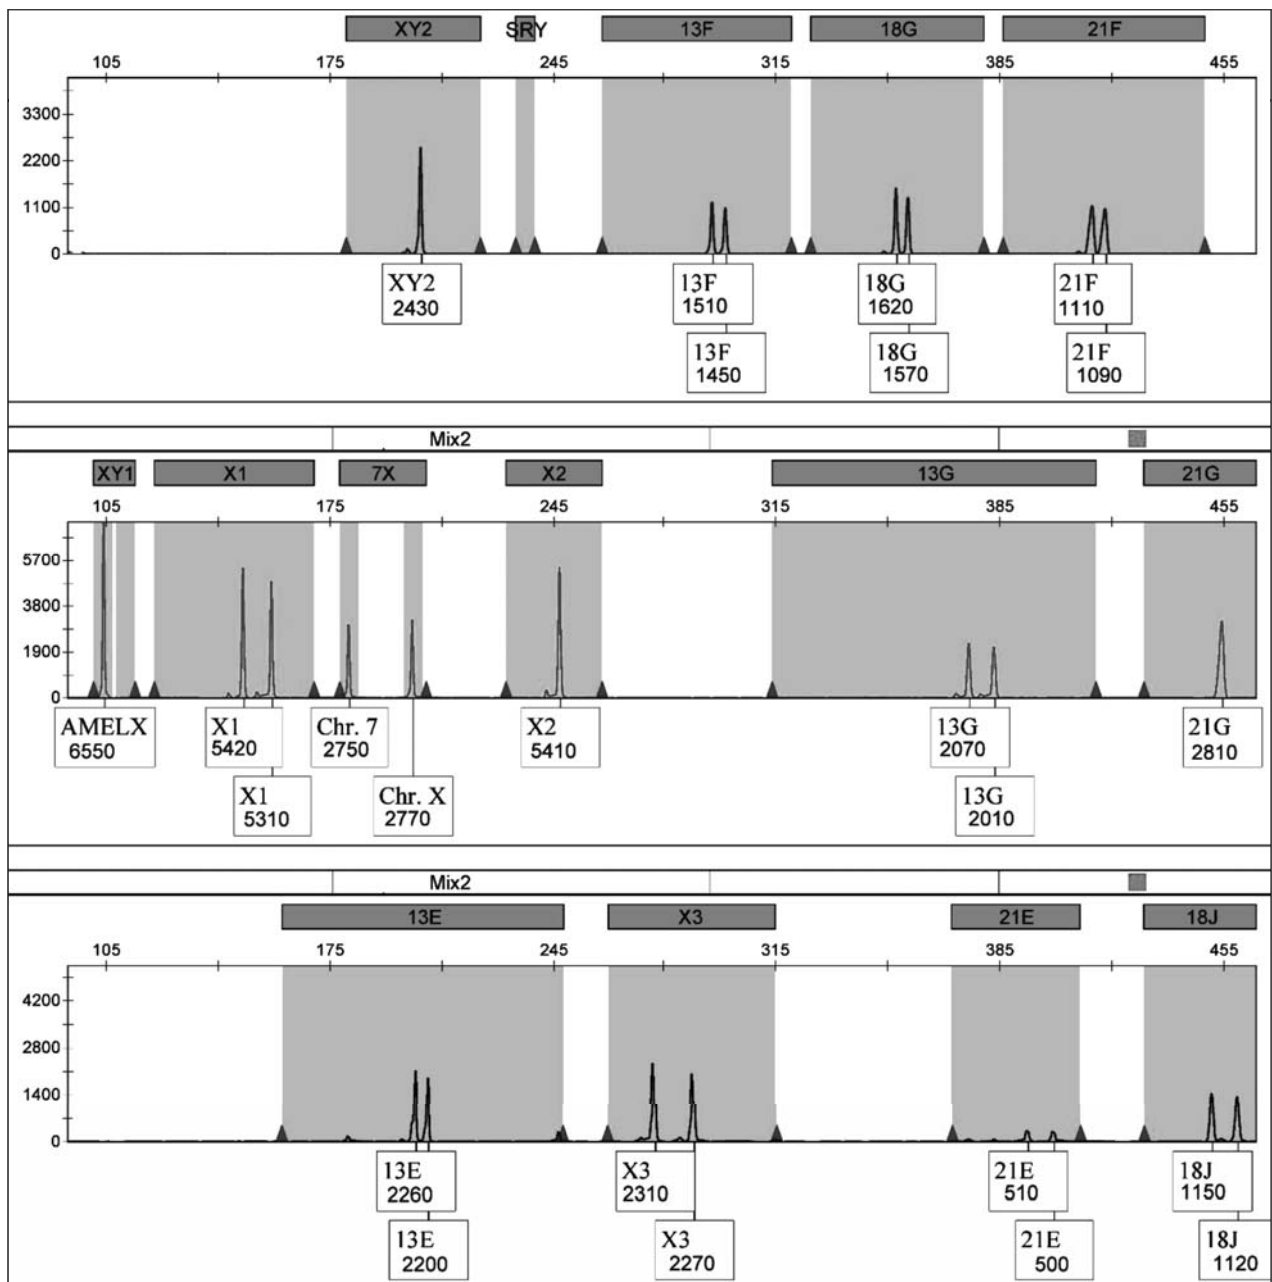 XY2 SRY 13F 18G 21F
105 175 245 315 385 455
3300
2200
1100
0
XY2 13F 18G 21F
2430 1510 1620 1110
13F 18G 21F
1450 1570 1090
Mix2
XY1 X1 7X X2 13G 21G
105 175 245 315 385 455
5700
3800
1900
0
AMELX X1 Chr. 7 X2 13G 21G
6550 5420 2750 5410 2070 2810
X1 Chr. X 13G
5310 2770 2010
Mix2
13E X3 21E 18J
105 175 245 315 385 455
4200
2800
1400
0
13E X3 21E 18J
2260 2310 510 1150
13E X3 21E 18J
2200 2270 500 1120